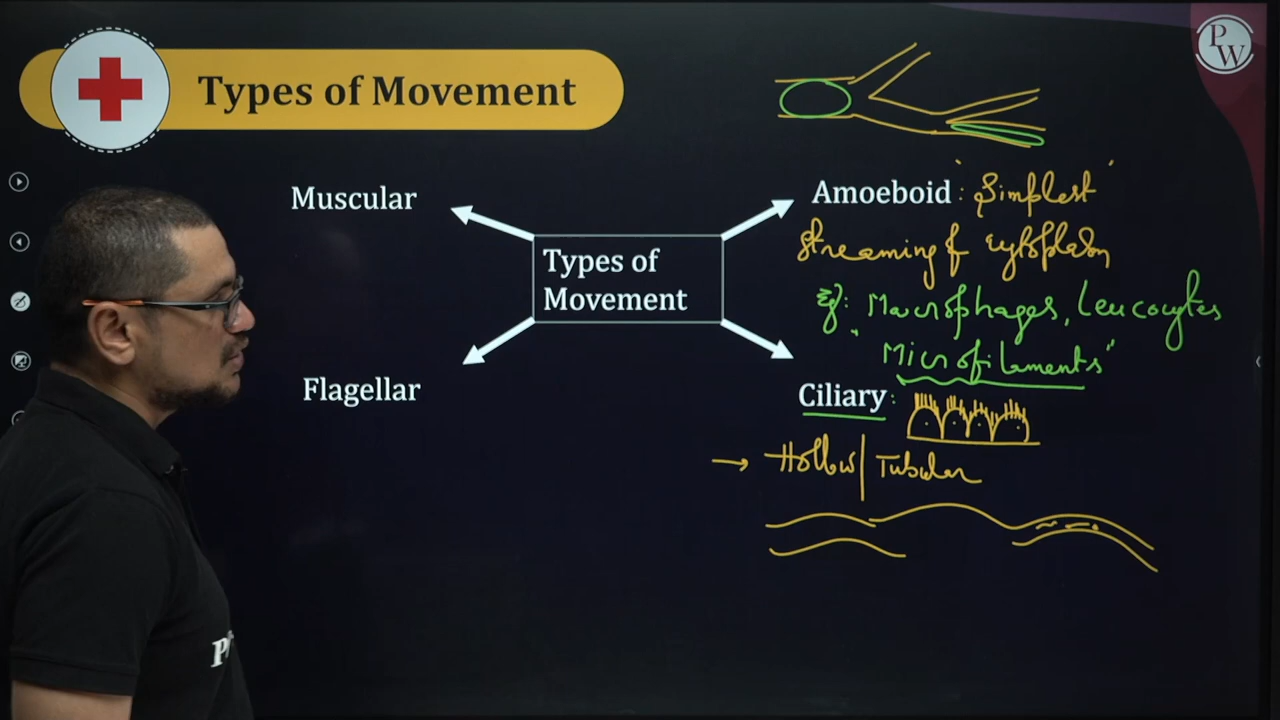 PW
Types of Movement
Muscular
Flagellar
Types of
Movement
Amoeboid : "Simplest"
Streaming of cytoplasm
Eg: Macrophages, Leucocytes
"Microfilaments"
Ciliary :
→ Hollow | Tubular
P